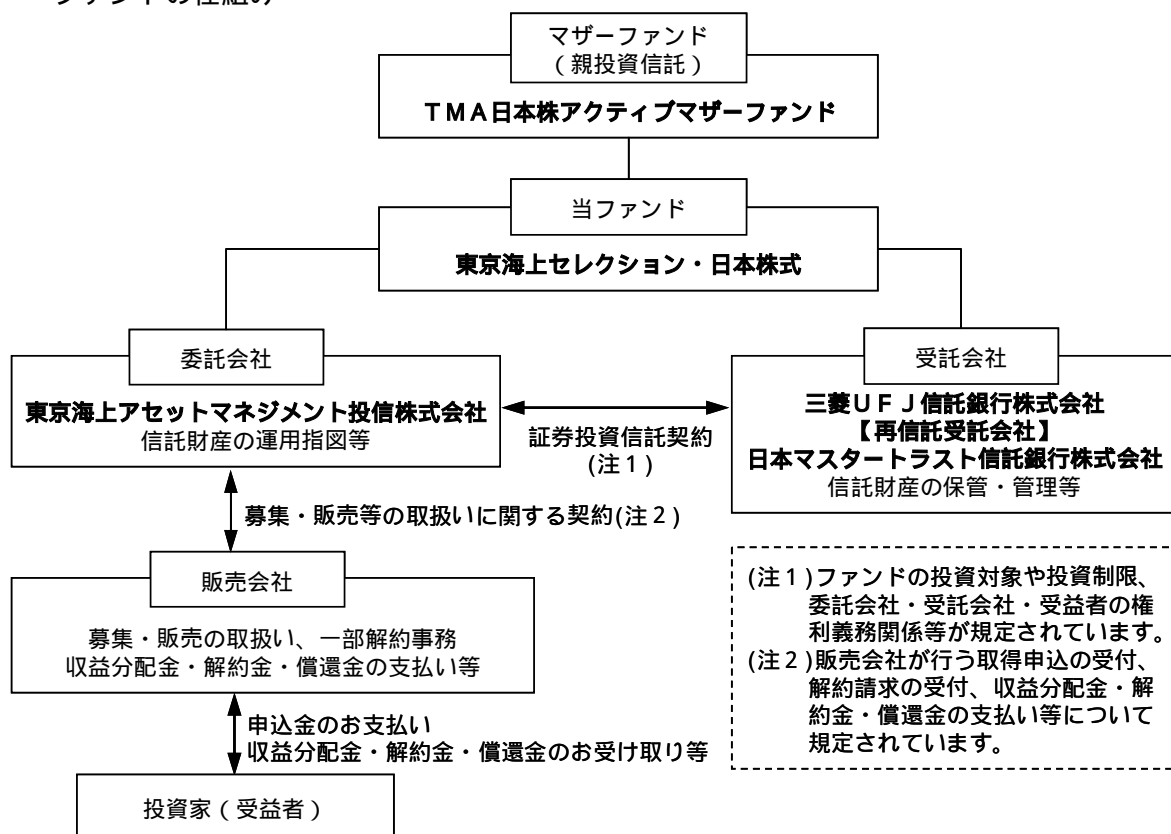 ファンドの仕組み
マザーファンド
(親投資信託)
TMA日本株アクティブマザーファンド
当ファンド
東京海上セレクション・日本株式
委託会社
東京海上アセットマネジメント投信株式会社
信託財産の運用指図等
証券投資信託契約
(注1)
受託会社
三菱UFJ信託銀行株式会社
【再信託受託会社】
日本マスタートラスト信託銀行株式会社
信託財産の保管・管理等
募集・販売等の取扱いに関する契約(注2)
販売会社
募集・販売の取扱い、一部解約事務
収益分配金・解約金・償還金の支払い等
申込金のお支払い
収益分配金・解約金・償還金のお受け取り等
投資家(受益者)
(注1)ファンドの投資対象や投資制限、
委託会社・受託会社・受益者の権
利義務関係等が規定されています。
(注2)販売会社が行う取得申込の受付、
解約請求の受付、収益分配金・解
約金・償還金の支払い等について
規定されています。